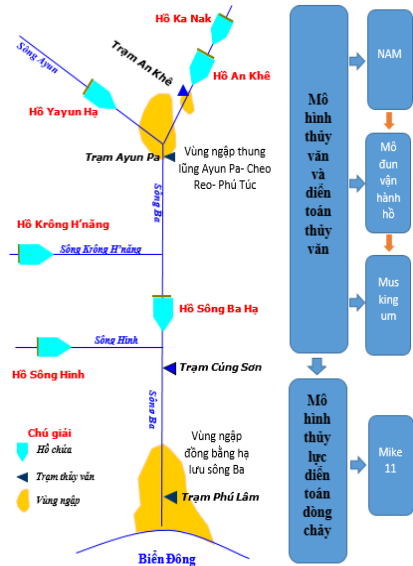 Hồ Ka Nak
Sông Ayun
Trạm An Khê
Hồ An Khê
Hồ Yayun Hạ
Trạm Ayun Pa
Vùng ngập thung
lũng Ayun Pa- Cheo
Reo- Phú Túc
Sông Ba
Hồ Krông H'năng
Sông Krông H'năng
Hồ Sông Ba Hạ
Sông Hinh
Hồ Sông Hinh
Trạm Củng Sơn
Sông Ba
Chú giải
Hồ chứa
Trạm thủy văn
Vùng ngập
Vùng ngập
đồng bằng hạ
lưu sông Ba
Trạm Phú Lâm
Biển Đông
Mô
hình
thủy
văn
và
diễn
toán
thủy
văn
NAM
Mô
đun
vận
hành
hồ
Mus
king
um
Mô
hình
thủy
lực
diễn
toán
dòng
chảy
Mike
11